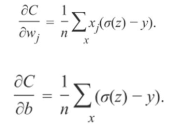 ∂C/∂w_j = 1/n ∑_x x_j(σ(z) − y).
∂C/∂b = 1/n ∑_x (σ(z) − y).